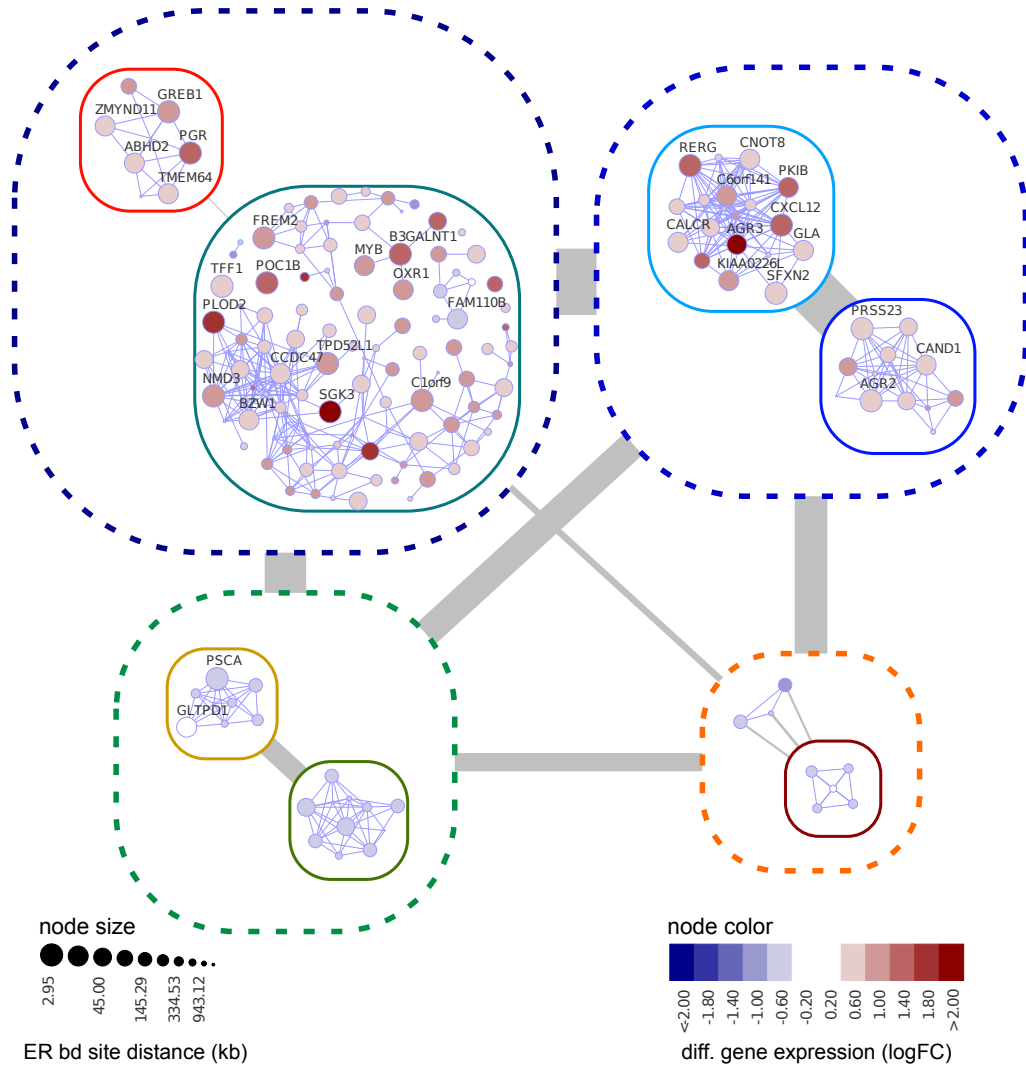 GREB1
ZMYND11
PGR
ABHD2
TMEM64
FREM2
B3GALNT1
MYB
TFF1
POC1B
OXR1
PLOD2
FAM110B
TPD52L1
CCDC47
NMD3
C1orf9
SGK3
BZW1
CNOT8
RERG
PKIB
C6orf141
CXCL12
CALCR
AGR3
GLA
KIAA0226L
SFXN2
PRSS23
CAND1
AGR2
PSCA
GLTPD1
node size
2.95
45.00
145.29
334.53
943.12
ER bd site distance (kb)
node color
<-2.00
-1.80
-1.40
-1.00
-0.60
-0.20
0.20
0.60
1.00
1.40
1.80
>2.00
diff. gene expression (logFC)